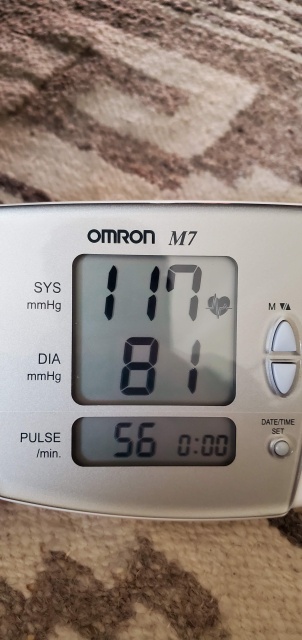 OMRON M7
SYS
mmHg
117
M
DIA
mmHg
81
DATE/TIME
SET
PULSE
/min.
56 0:00